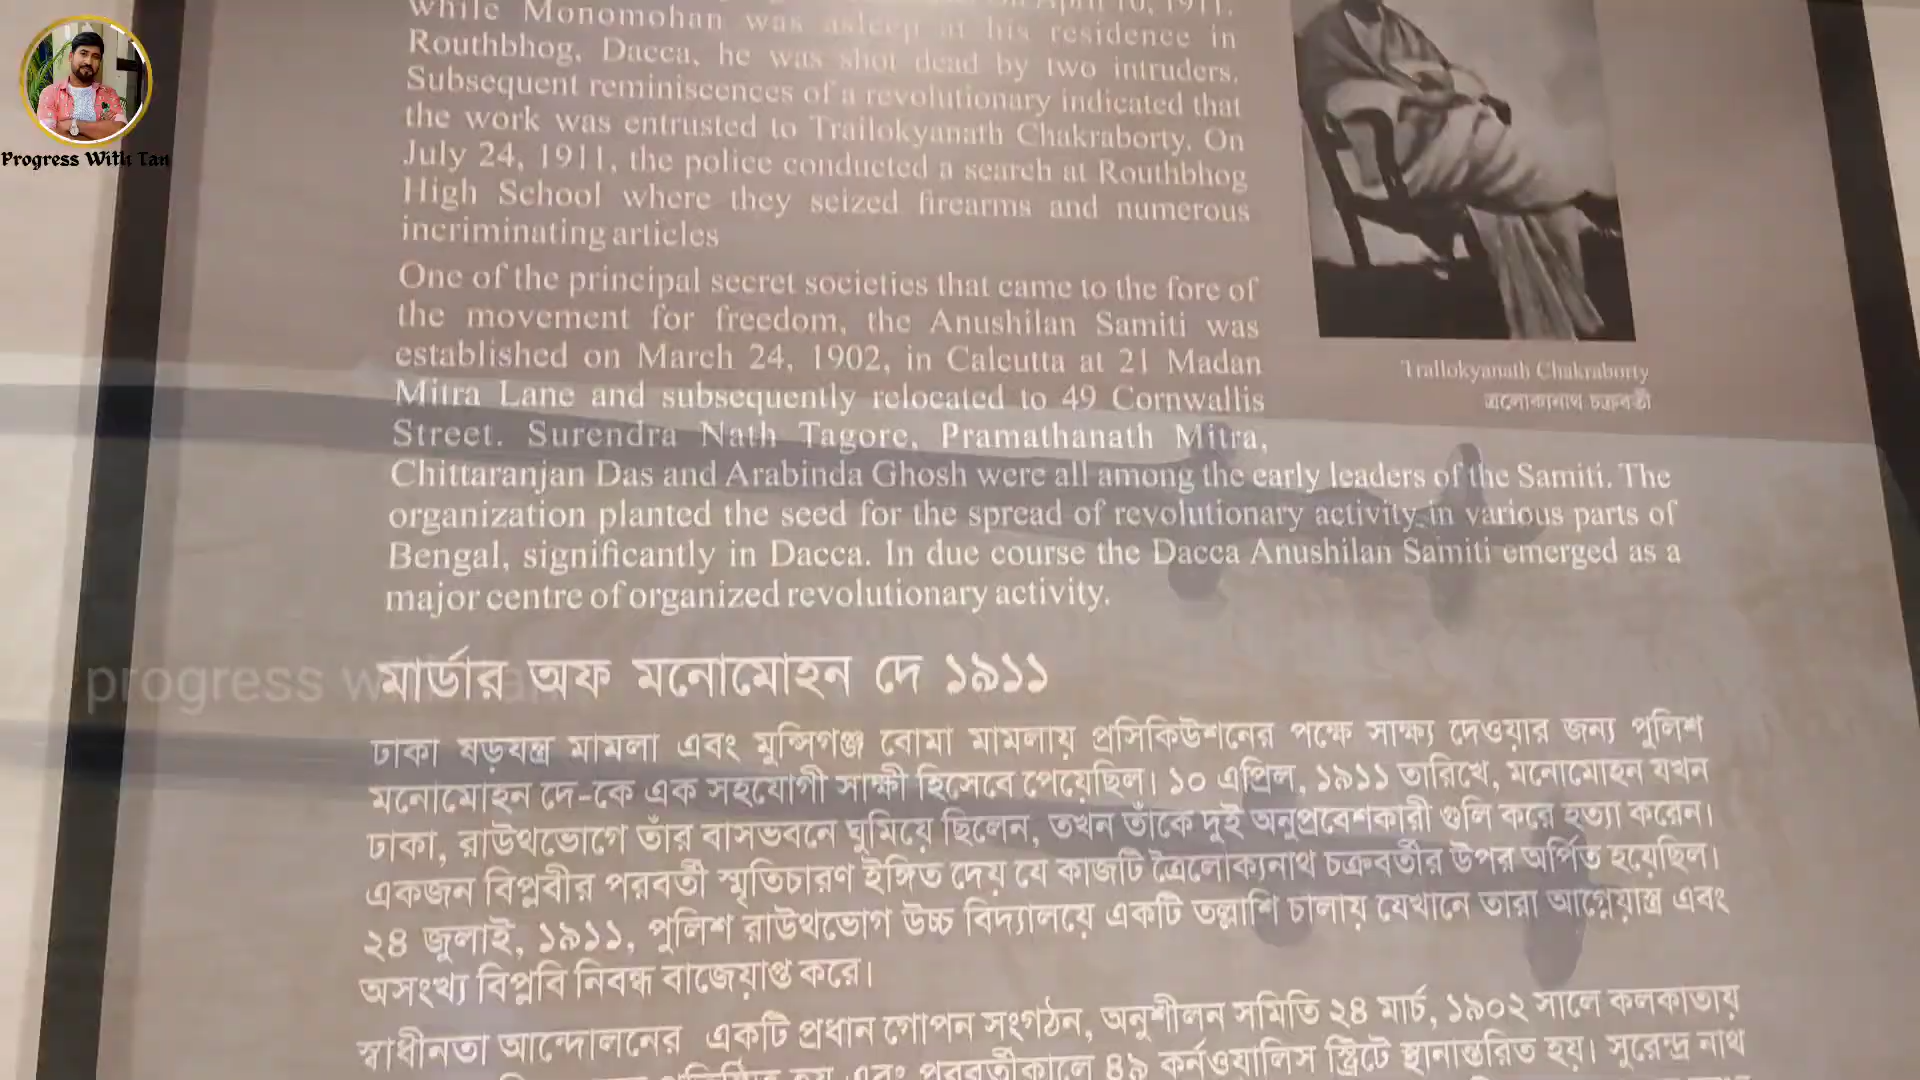 Progress With Tan
April 10, 1911,
while Monomohan was asleep at his residence in
Routhbhog, Dacca, he was shot dead by two intruders.
Subsequent reminiscences of a revolutionary indicated that
the work was entrusted to Trailokyanath Chakraborty. On
July 24, 1911, the police conducted a search at Routhbhog
High School where they seized firearms and numerous
incriminating articles
One of the principal secret societies that came to the fore of
the movement for freedom, the Anushilan Samiti was
established on March 24, 1902, in Calcutta at 21 Madan
Mitra Lane and subsequently relocated to 49 Cornwallis
Street. Surendra Nath Tagore, Pramathanath Mitra,
Chittaranjan Das and Arabinda Ghosh were all among the early leaders of the Samiti. The
organization planted the seed for the spread of revolutionary activity in various parts of
Bengal, significantly in Dacca. In due course the Dacca Anushilan Samiti emerged as a
major centre of organized revolutionary activity.
Trailokyanath Chakraborty
ত্রৈলোক্যনাথ চক্রবর্তী
progress
মার্ডার অফ মনোমোহন দে ১৯১১
ঢাকা ষড়যন্ত্র মামলা এবং মুন্সিগঞ্জ বোমা মামলায় প্রসিকিউশনের পক্ষে সাক্ষ্য দেওয়ার জন্য পুলিশ
মনোমোহন দে-কে এক সহযোগী সাক্ষী হিসেবে পেয়েছিল। ১০ এপ্রিল, ১৯১১ তারিখে, মনোমোহন যখন
ঢাকা, রাউথভোগে তাঁর বাসভবনে ঘুমিয়ে ছিলেন, তখন তাঁকে দুই অনুপ্রবেশকারী গুলি করে হত্যা করেন।
একজন বিপ্লবীর পরবর্তী স্মৃতিচারণ ইঙ্গিত দেয় যে কাজটি ত্রৈলোক্যনাথ চক্রবর্তীর উপর অর্পিত হয়েছিল।
২৪ জুলাই, ১৯১১, পুলিশ রাউথভোগ উচ্চ বিদ্যালয়ে একটি তল্লাশি চালায় যেখানে তারা আগ্নেয়াস্ত্র এবং
অসংখ্য বিপ্লবি নিবন্ধ বাজেয়াপ্ত করে।
স্বাধীনতা আন্দোলনের একটি প্রধান গোপন সংগঠন, অনুশীলন সমিতি ২৪ মার্চ, ১৯০২ সালে কলকাতায়
এবং পরবর্তীকালে ৪৯ কর্নওয়ালিস স্ট্রিটে স্থানান্তরিত হয়। সুরেন্দ্র নাথ